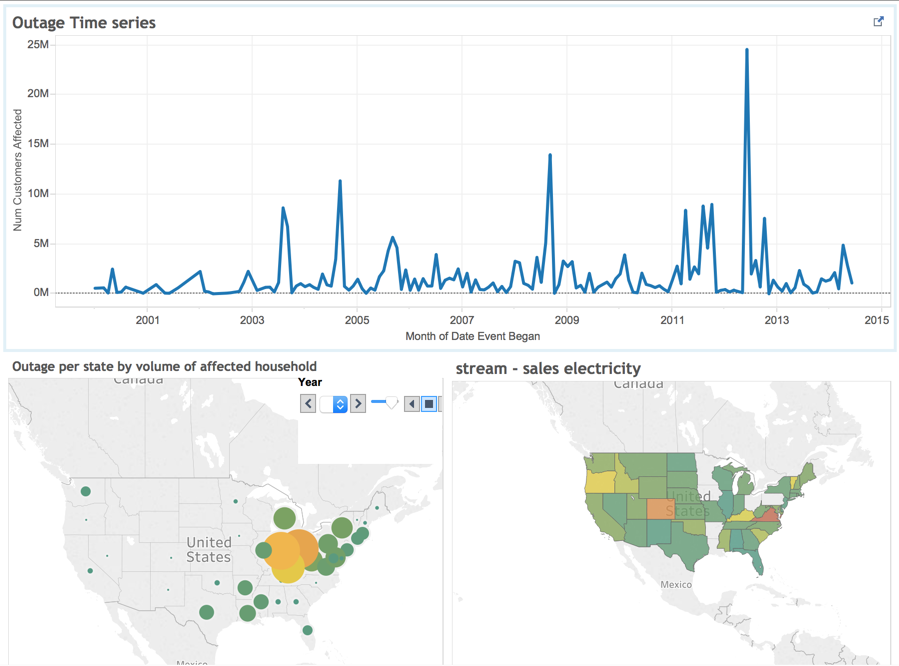 Outage Time series
25M
20M
15M
10M
5M
0M
Num Customers Affected
2001
2003
2005
2007
2009
2011
2013
2015
Month of Date Event Began
Outage per state by volume of affected household
Canada
Year
United
States
Mexico
stream - sales electricity
Canada
United
States
Mexico